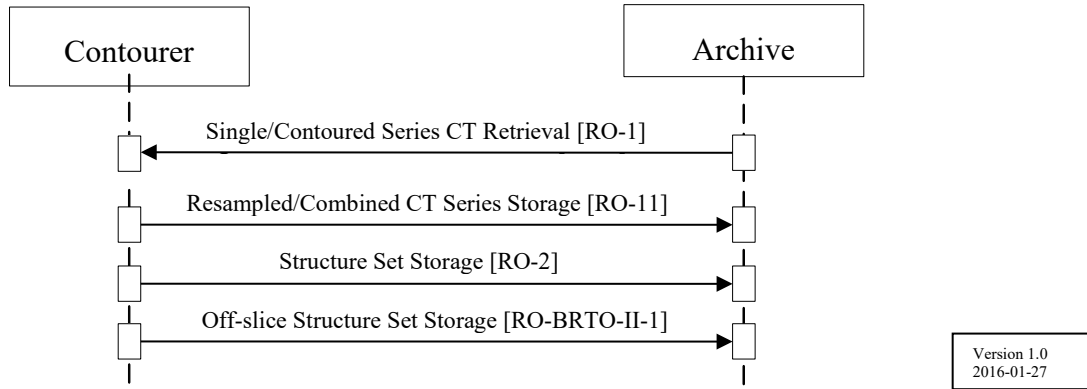 Contourer
Archive
Single/Contoured Series CT Retrieval [RO-1]
Resampled/Combined CT Series Storage [RO-11]
Structure Set Storage [RO-2]
Off-slice Structure Set Storage [RO-BRTO-II-1]
Version 1.0
2016-01-27